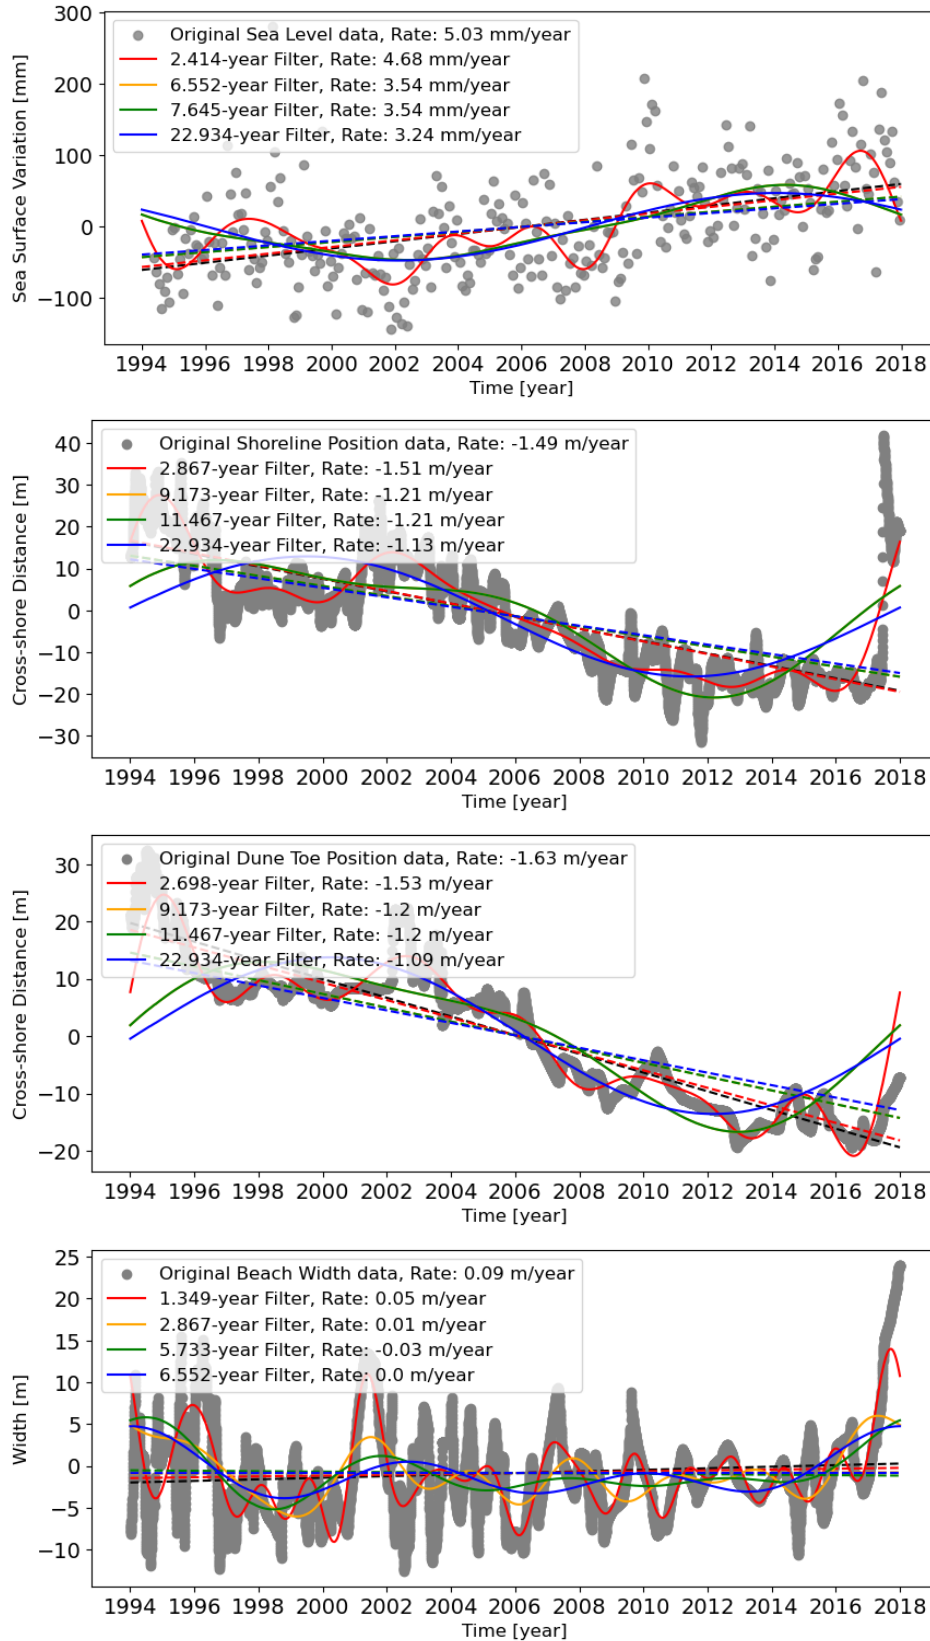 300
200
100
0
−100
Sea Surface Variation [mm]
Original Sea Level data, Rate: 5.03 mm/year
2.414-year Filter, Rate: 4.68 mm/year
6.552-year Filter, Rate: 3.54 mm/year
7.645-year Filter, Rate: 3.54 mm/year
22.934-year Filter, Rate: 3.24 mm/year
1994 1996 1998 2000 2002 2004 2006 2008 2010 2012 2014 2016 2018
Time [year]
40
30
20
10
0
−10
−20
−30
Cross-shore Distance [m]
Original Shoreline Position data, Rate: -1.49 m/year
2.867-year Filter, Rate: -1.51 m/year
9.173-year Filter, Rate: -1.21 m/year
11.467-year Filter, Rate: -1.21 m/year
22.934-year Filter, Rate: -1.13 m/year
1994 1996 1998 2000 2002 2004 2006 2008 2010 2012 2014 2016 2018
Time [year]
30
20
10
0
−10
−20
Cross-shore Distance [m]
Original Dune Toe Position data, Rate: -1.63 m/year
2.698-year Filter, Rate: -1.53 m/year
9.173-year Filter, Rate: -1.2 m/year
11.467-year Filter, Rate: -1.2 m/year
22.934-year Filter, Rate: -1.09 m/year
1994 1996 1998 2000 2002 2004 2006 2008 2010 2012 2014 2016 2018
Time [year]
25
20
15
10
5
0
−5
−10
Width [m]
Original Beach Width data, Rate: 0.09 m/year
1.349-year Filter, Rate: 0.05 m/year
2.867-year Filter, Rate: 0.01 m/year
5.733-year Filter, Rate: -0.03 m/year
6.552-year Filter, Rate: 0.0 m/year
1994 1996 1998 2000 2002 2004 2006 2008 2010 2012 2014 2016 2018
Time [year]